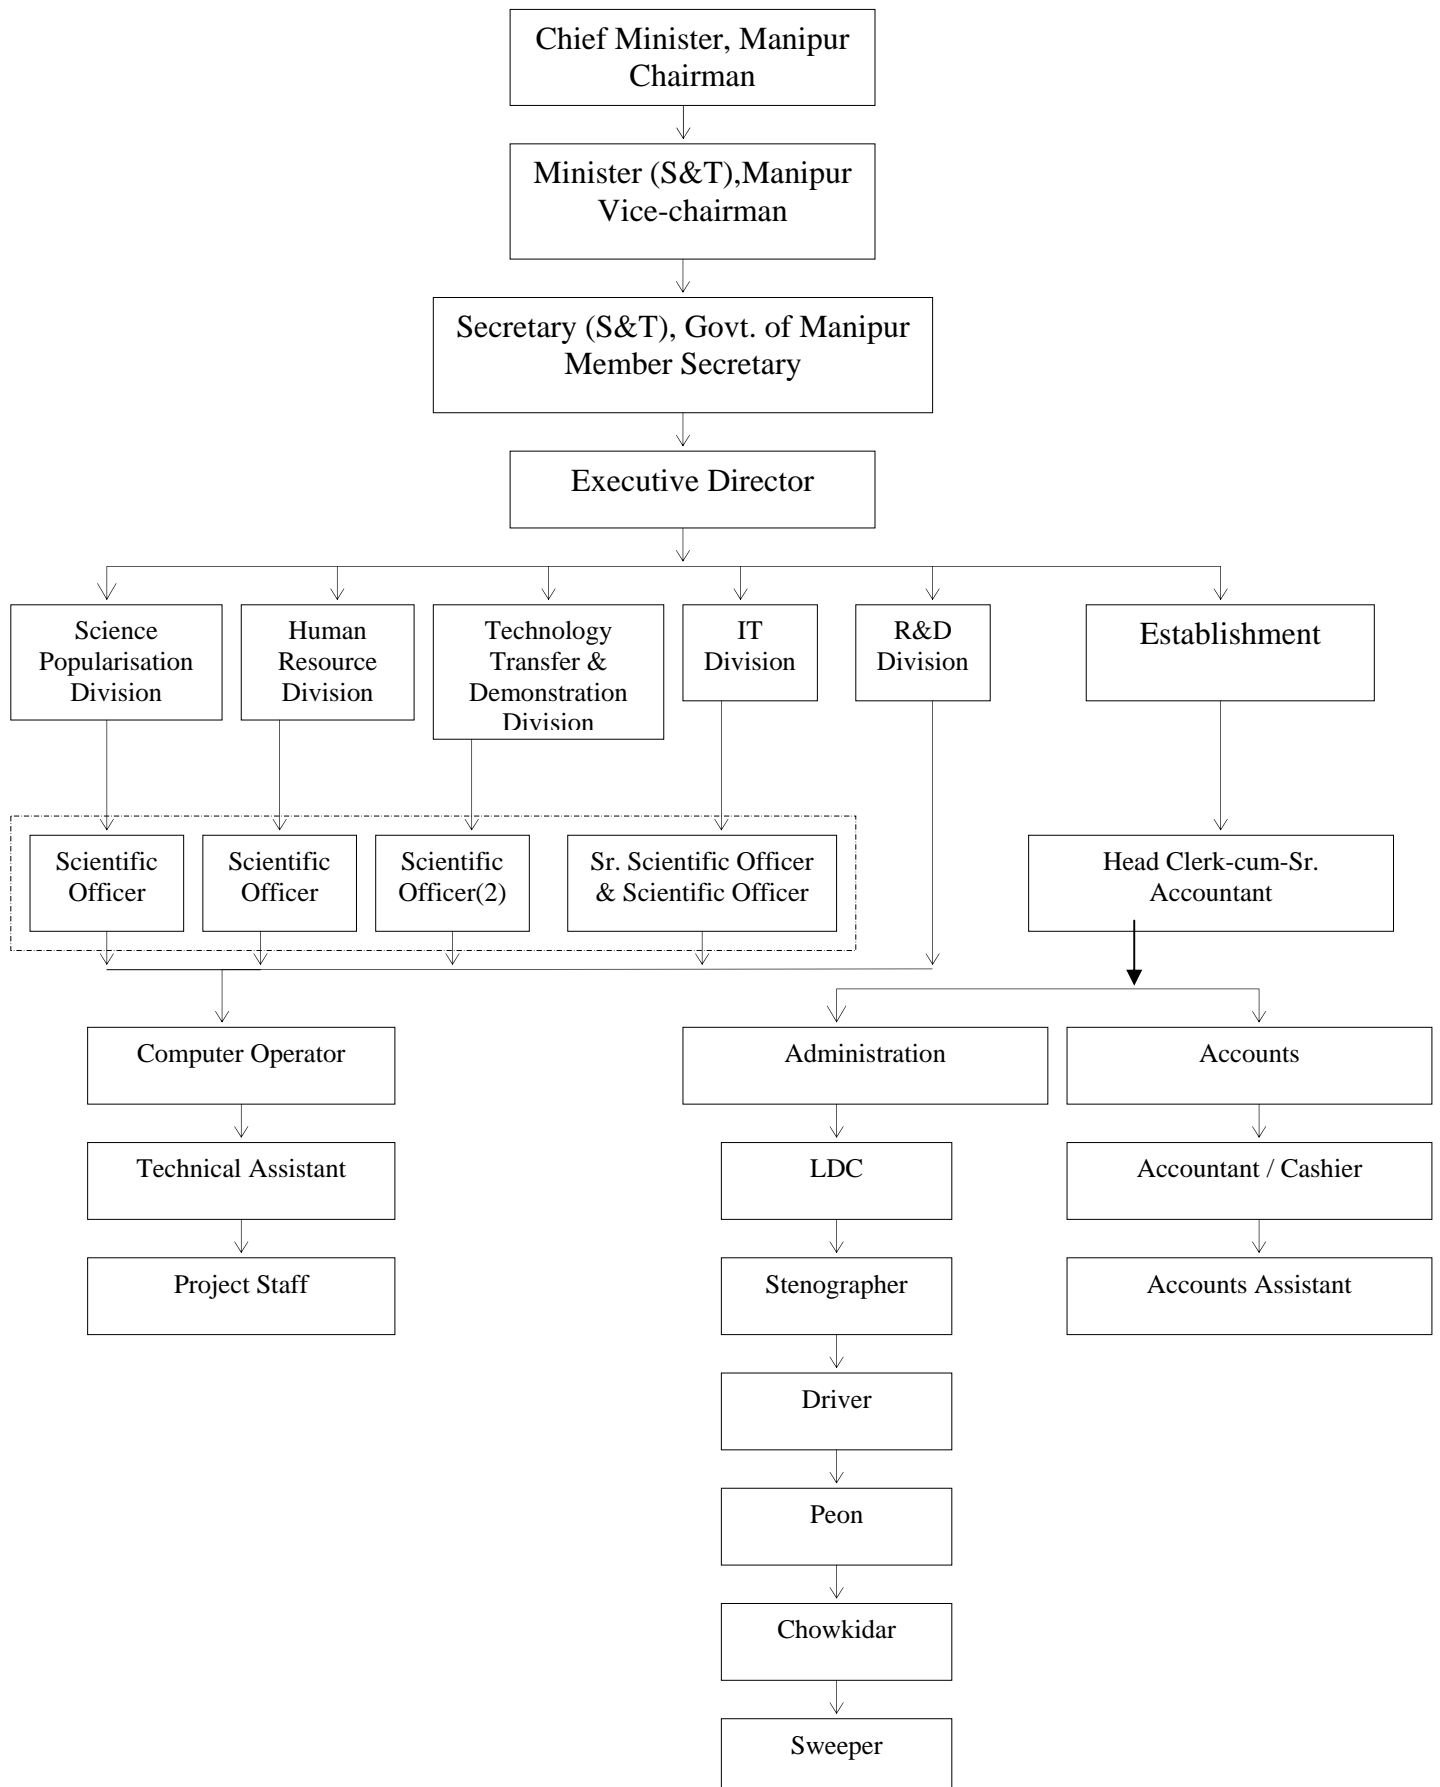 Chief Minister, Manipur
Chairman
Minister (S&T),Manipur
Vice-chairman
Secretary (S&T), Govt. of Manipur
Member Secretary
Executive Director
Science
Popularisation
Division
Human
Resource
Division
Technology
Transfer &
Demonstration
Division
IT
Division
R&D
Division
Establishment
Scientific
Officer
Scientific
Officer
Scientific
Officer(2)
Sr. Scientific Officer
& Scientific Officer
Head Clerk-cum-Sr.
Accountant
Computer Operator
Administration
Accounts
Technical Assistant
LDC
Accountant / Cashier
Project Staff
Stenographer
Accounts Assistant
Driver
Peon
Chowkidar
Sweeper